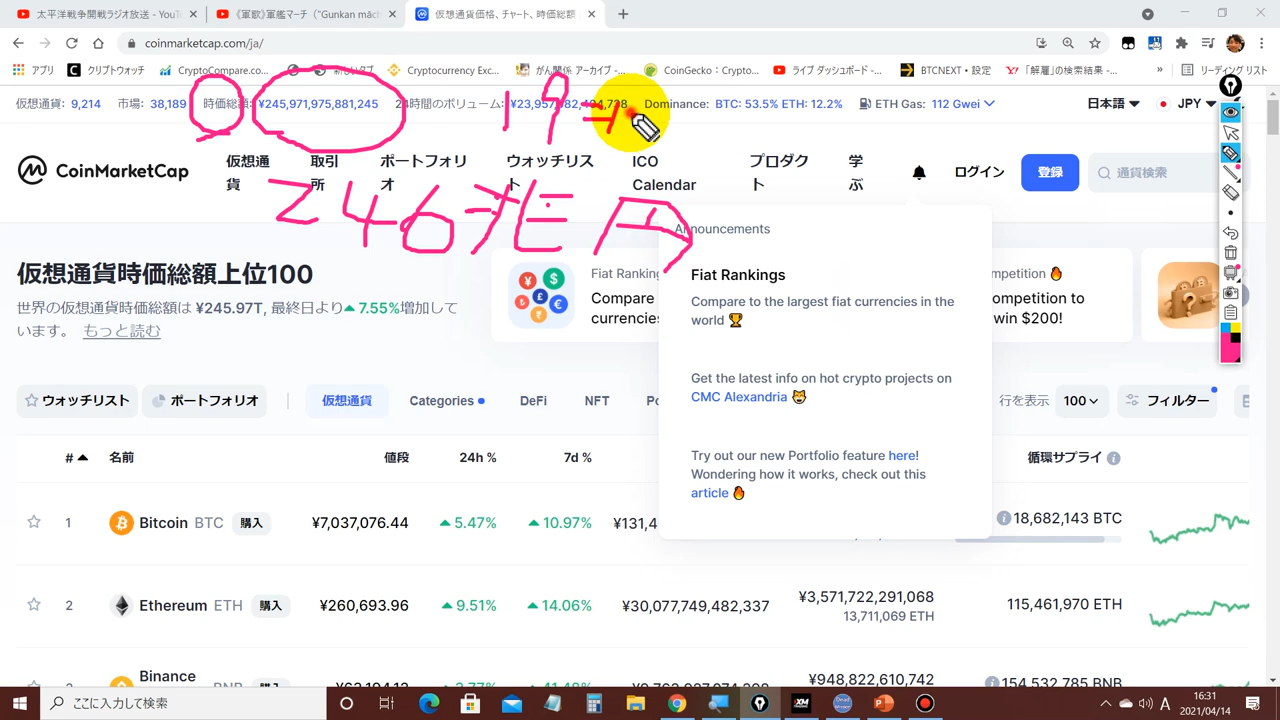 太平洋戦争開戦ラジオ放送 - YouT
《軍歌》軍艦マーチ ("Gunkan māch
仮想通貨価格、チャート、時価総額
coinmarketcap.com/ja/
アプリ
クリプトウォッチ
CryptoCompare.co...
新しいタブ
Cryptocurrency Exc...
がん関係 アーカイブ -...
CoinGecko : Crypto...
ライブ ダッシュボード -...
BTCNEXT・設定
「解雇」の検索結果 -...
リーディング リスト
仮想通貨: 9,214 市場: 38,189 時価総額: ¥245,971,975,881,245 24時間のボリューム: Dominance: BTC: 53.5% ETH: 12.2% ETH Gas: 112 Gwei
日本語
JPY
19
CoinMarketCap
仮想通貨
取引所
ポートフォリオ
ウォッチリスト
ICO Calendar
プロダクト
学ぶ
ログイン
登録
通貨検索
246兆円
Announcements
仮想通貨時価総額上位100
世界の仮想通貨の時価総額は ¥245.97T, 最終日より 7.55%増加して
います。 もっと読む
Fiat Ranking
Compare
currencies
Fiat Rankings
Compare to the largest fiat currencies in the
world
mpetition
ompetition to
win $200!
Get the latest info on hot crypto projects on
CMC Alexandria
ウォッチリスト
ポートフォリオ
仮想通貨
Categories
DeFi
NFT
Po
行を表示
100
フィルター
Try out our new Portfolio feature here!
Wondering how it works, check out this
article
# 名前 値段 24h % 7d % 循環サプライ
1 Bitcoin BTC 購入 ¥7,037,076.44 5.47% 10.97% ¥131,4 18,682,143 BTC
2 Ethereum ETH 購入 ¥260,693.96 9.51% 14.06% ¥30,077,749,482,337 ¥3,571,722,291,068 115,461,970 ETH
13,711,069 ETH
Binance
¥948,822,610,742
154,532,785 BNB
ここに入力して検索
A
16:31
2021/04/14